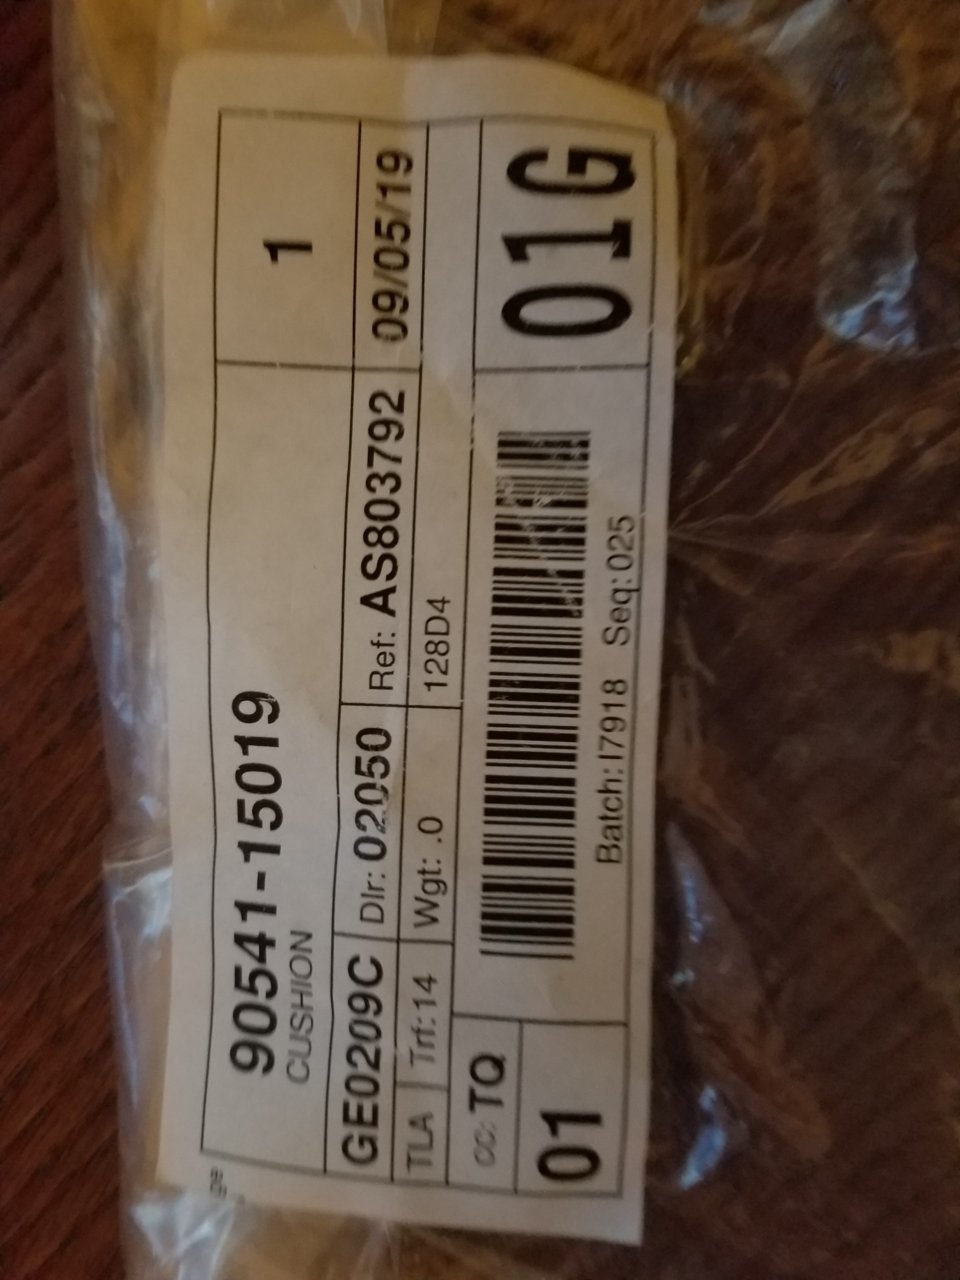 90541-15019
1
CUSHION
GE0209C Dlr: 02050 Ref: AS803792 09/05/19
TLA Trf:14 Wgt: .0 128D4
cc: TQ
01
Batch:I7918 Seq:025
01G